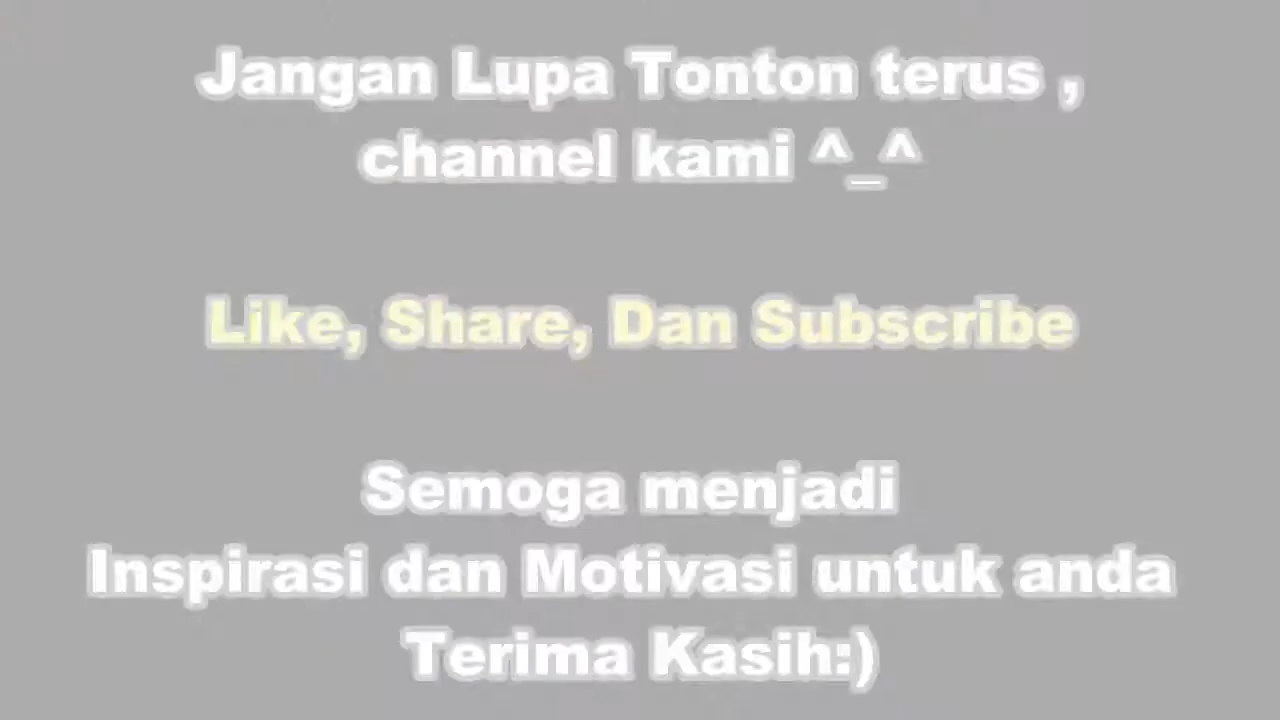 Jangan Lupa Tonton terus ,
channel kami ^_^
Like, Share, Dan Subscribe
Semoga menjadi
Inspirasi dan Motivasi untuk anda
Terima Kasih:)